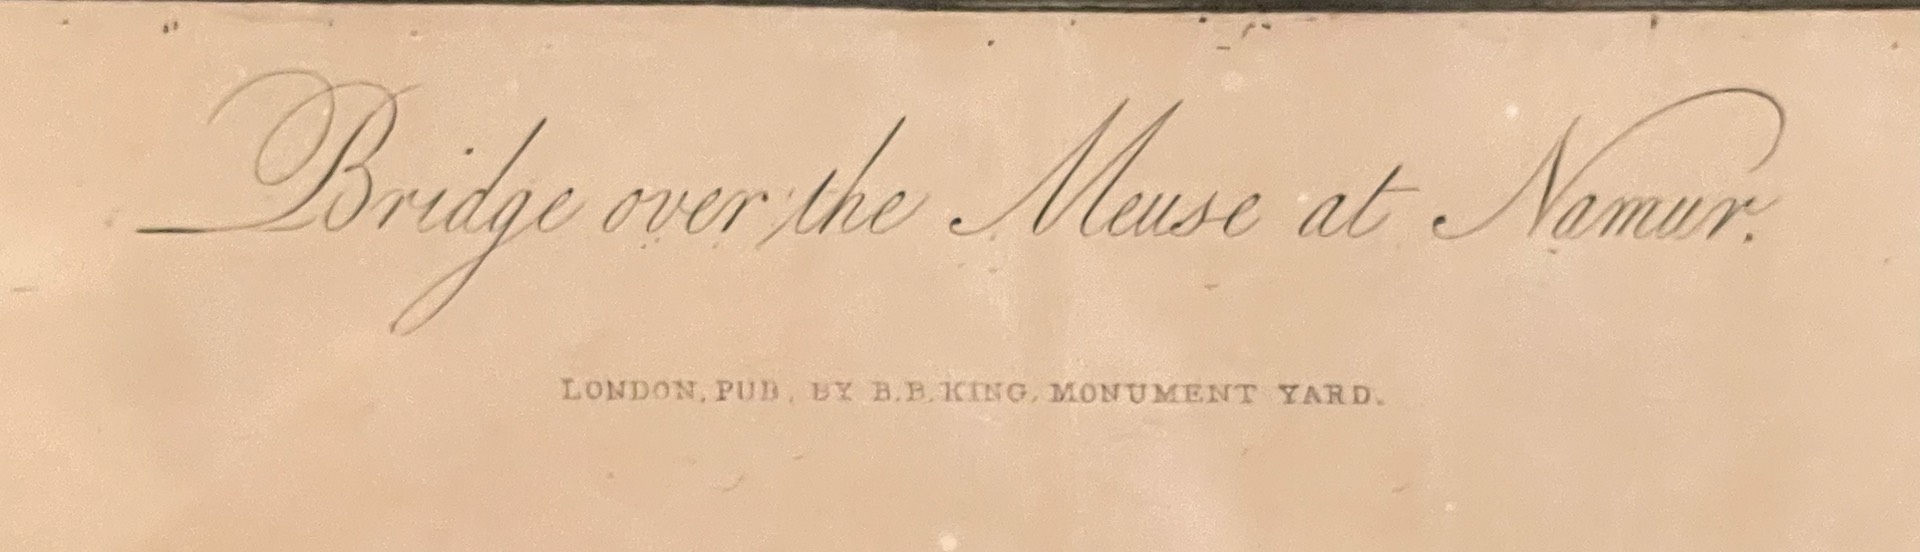 Bridge over the Meuse at Namur.
LONDON, PUB, BY B.B. KING, MONUMENT YARD.